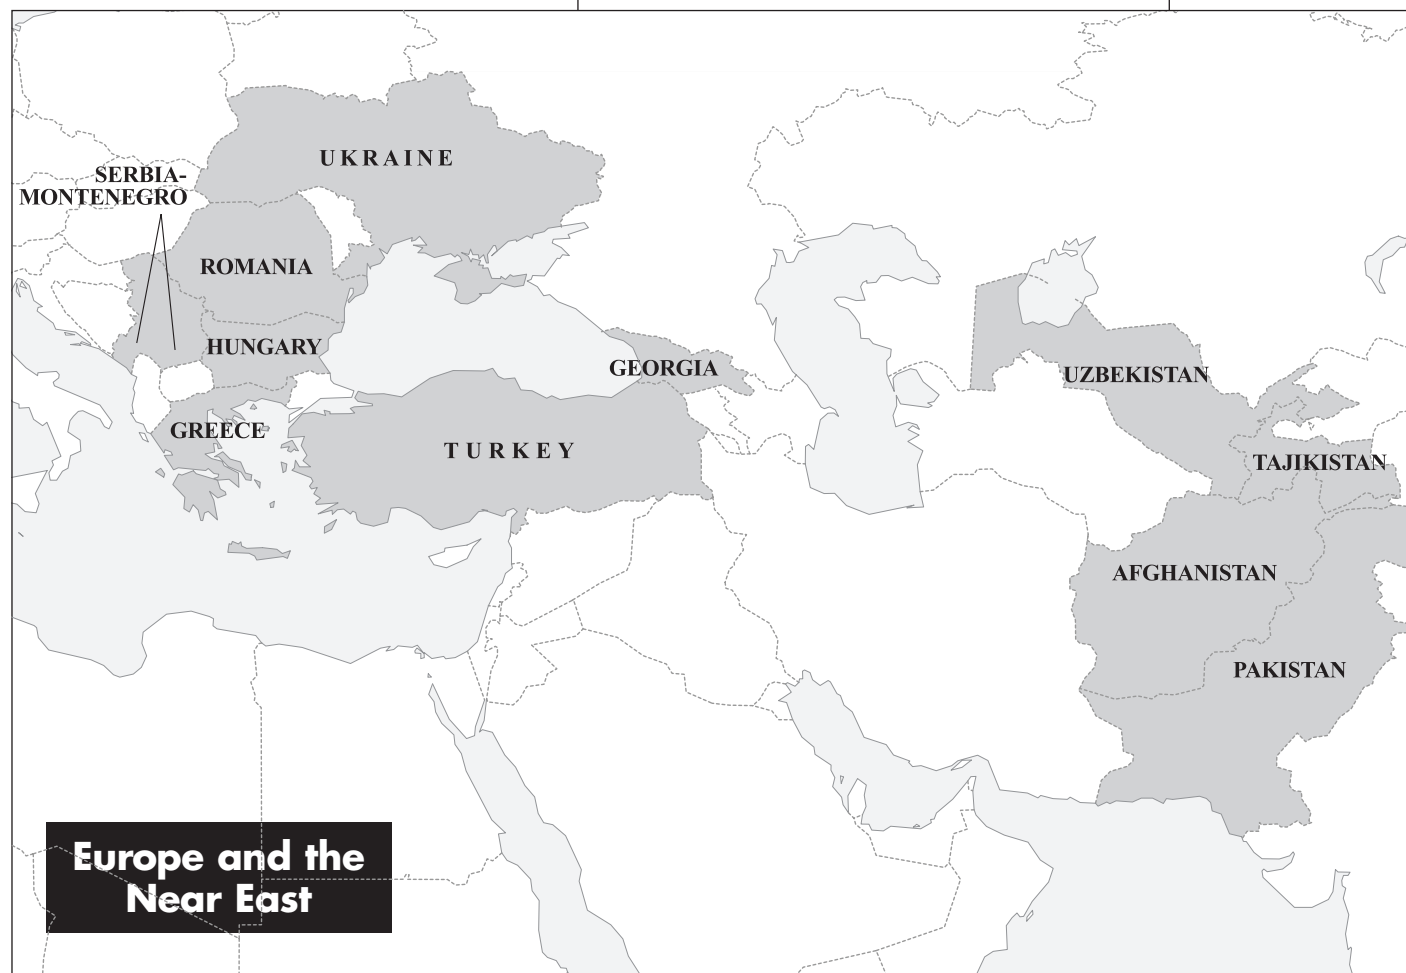 UKRAINE
SERBIA-
MONTENEGRO
ROMANIA
HUNGARY
GEORGIA
UZBEKISTAN
GREECE
TURKEY
TAJIKISTAN
AFGHANISTAN
PAKISTAN
Europe and the
Near East